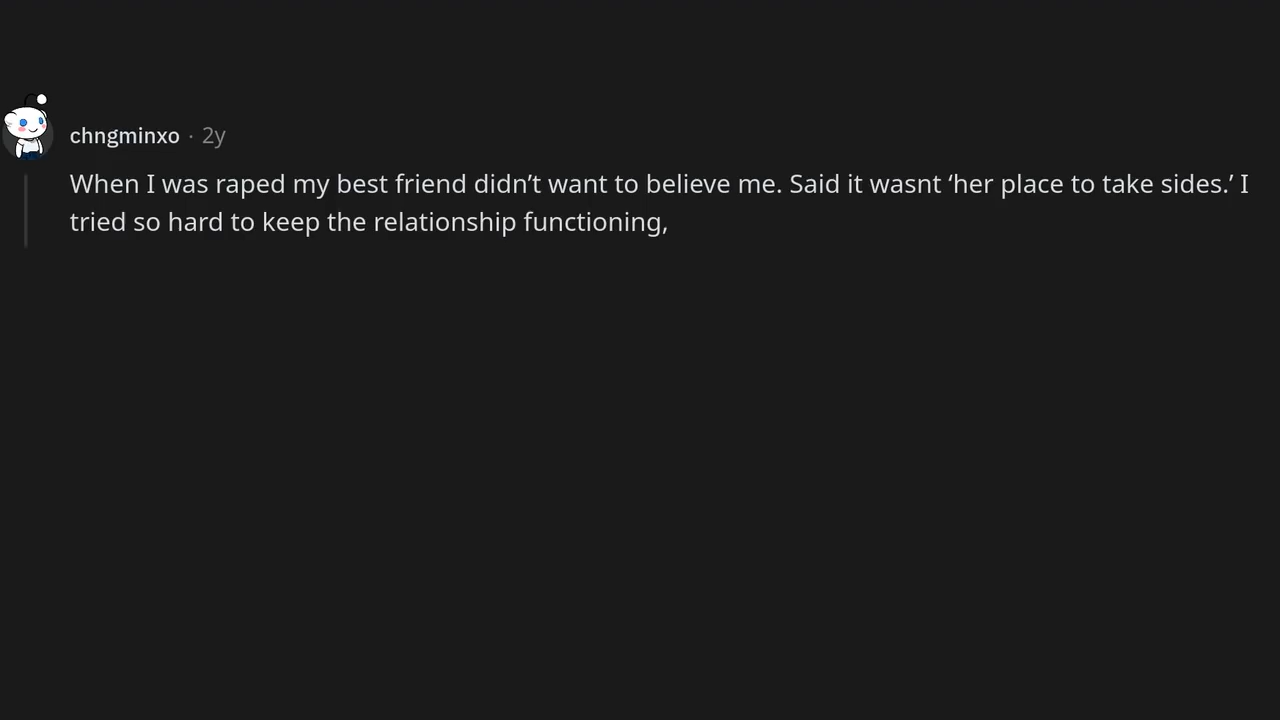 chngminxo · 2y
When I was raped my best friend didn’t want to believe me. Said it wasnt ‘her place to take sides.’ I
tried so hard to keep the relationship functioning,